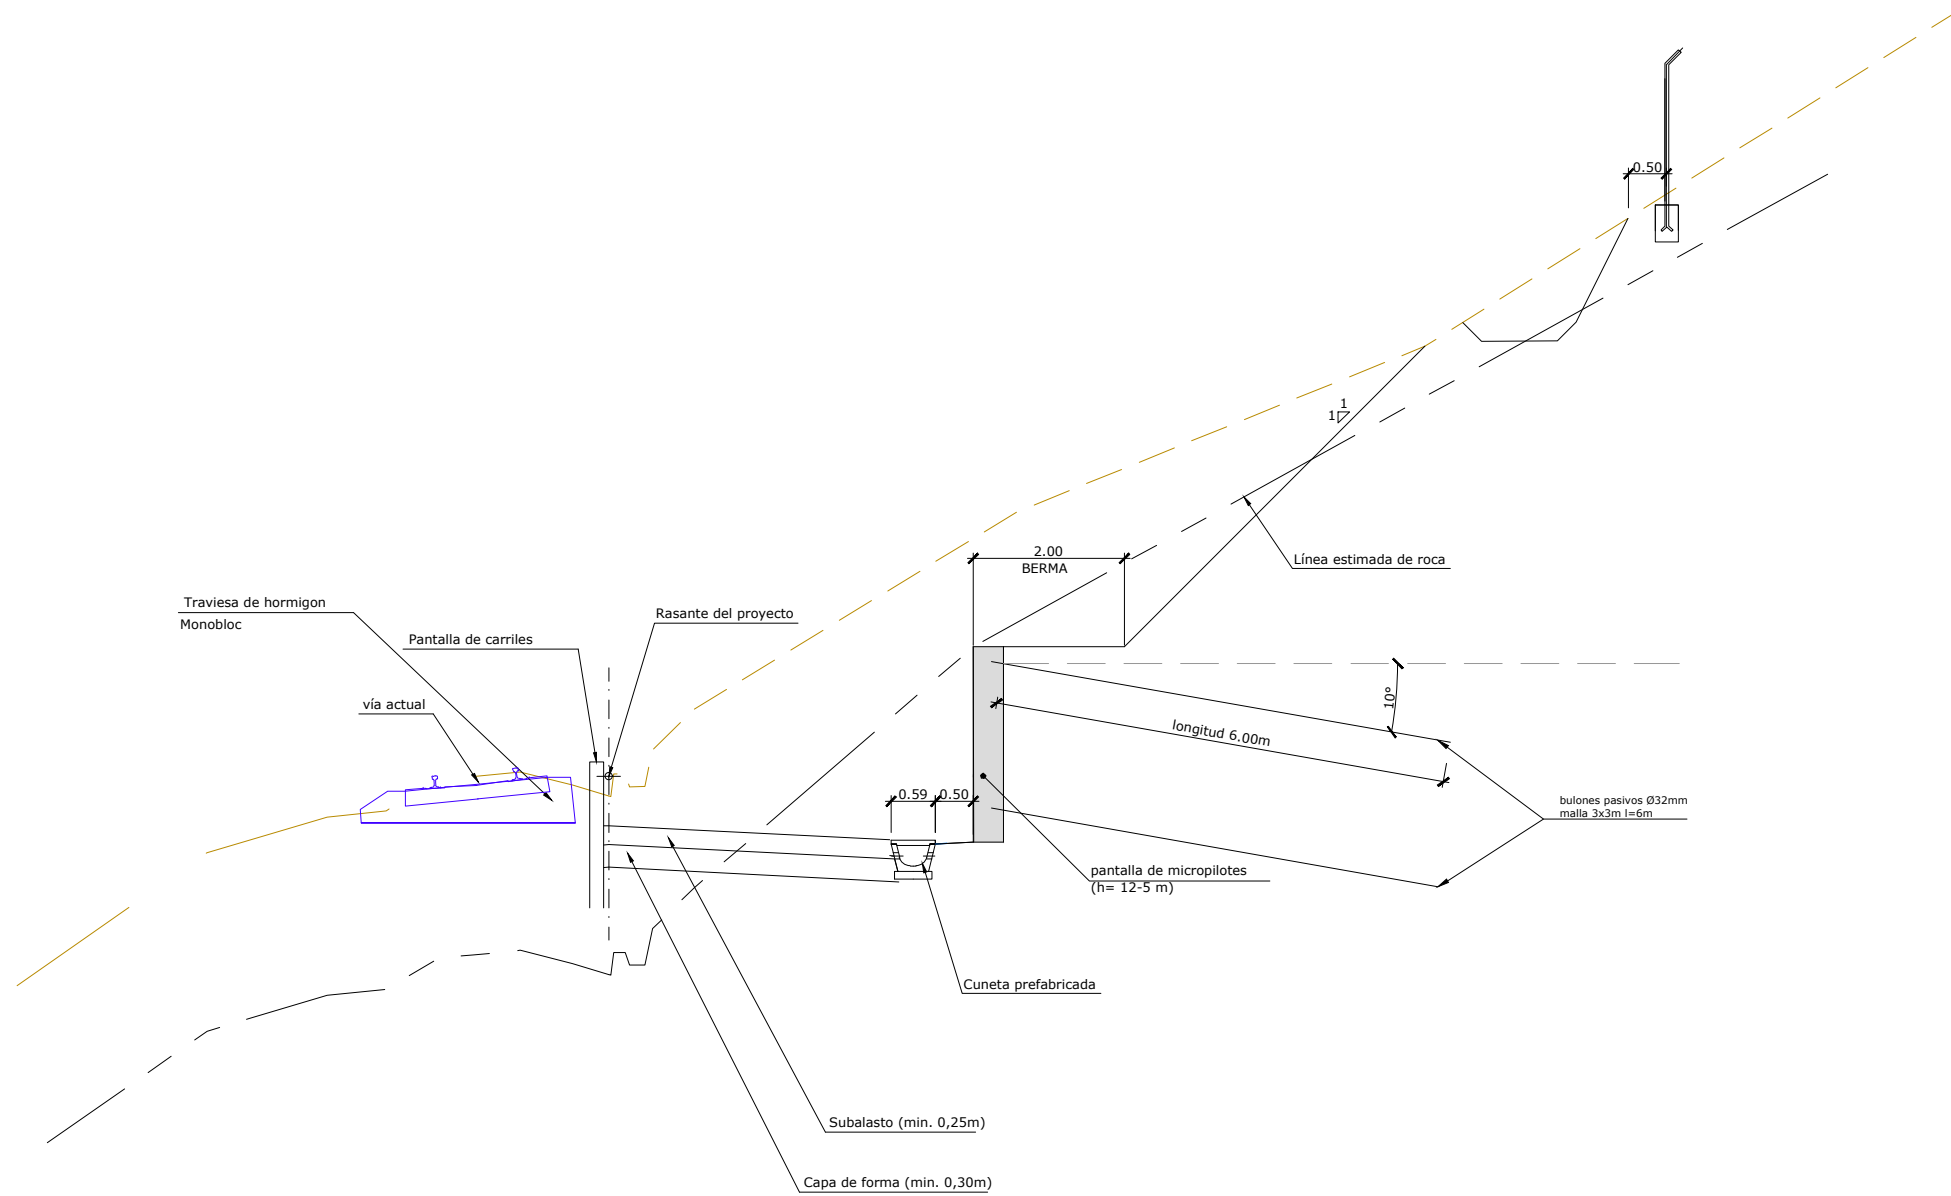 0.50
1
1
Línea estimada de roca
2.00
BERMA
Traviesa de hormigon
Monobloc
Rasante del proyecto
Pantalla de carriles
vía actual
10°
longitud 6.00m
0.59
0.50
bulones pasivos Ø32mm
malla 3x3m l=6m
pantalla de micropilotes
(h= 12-5 m)
Cuneta prefabricada
Subalasto (min. 0,25m)
Capa de forma (min. 0,30m)